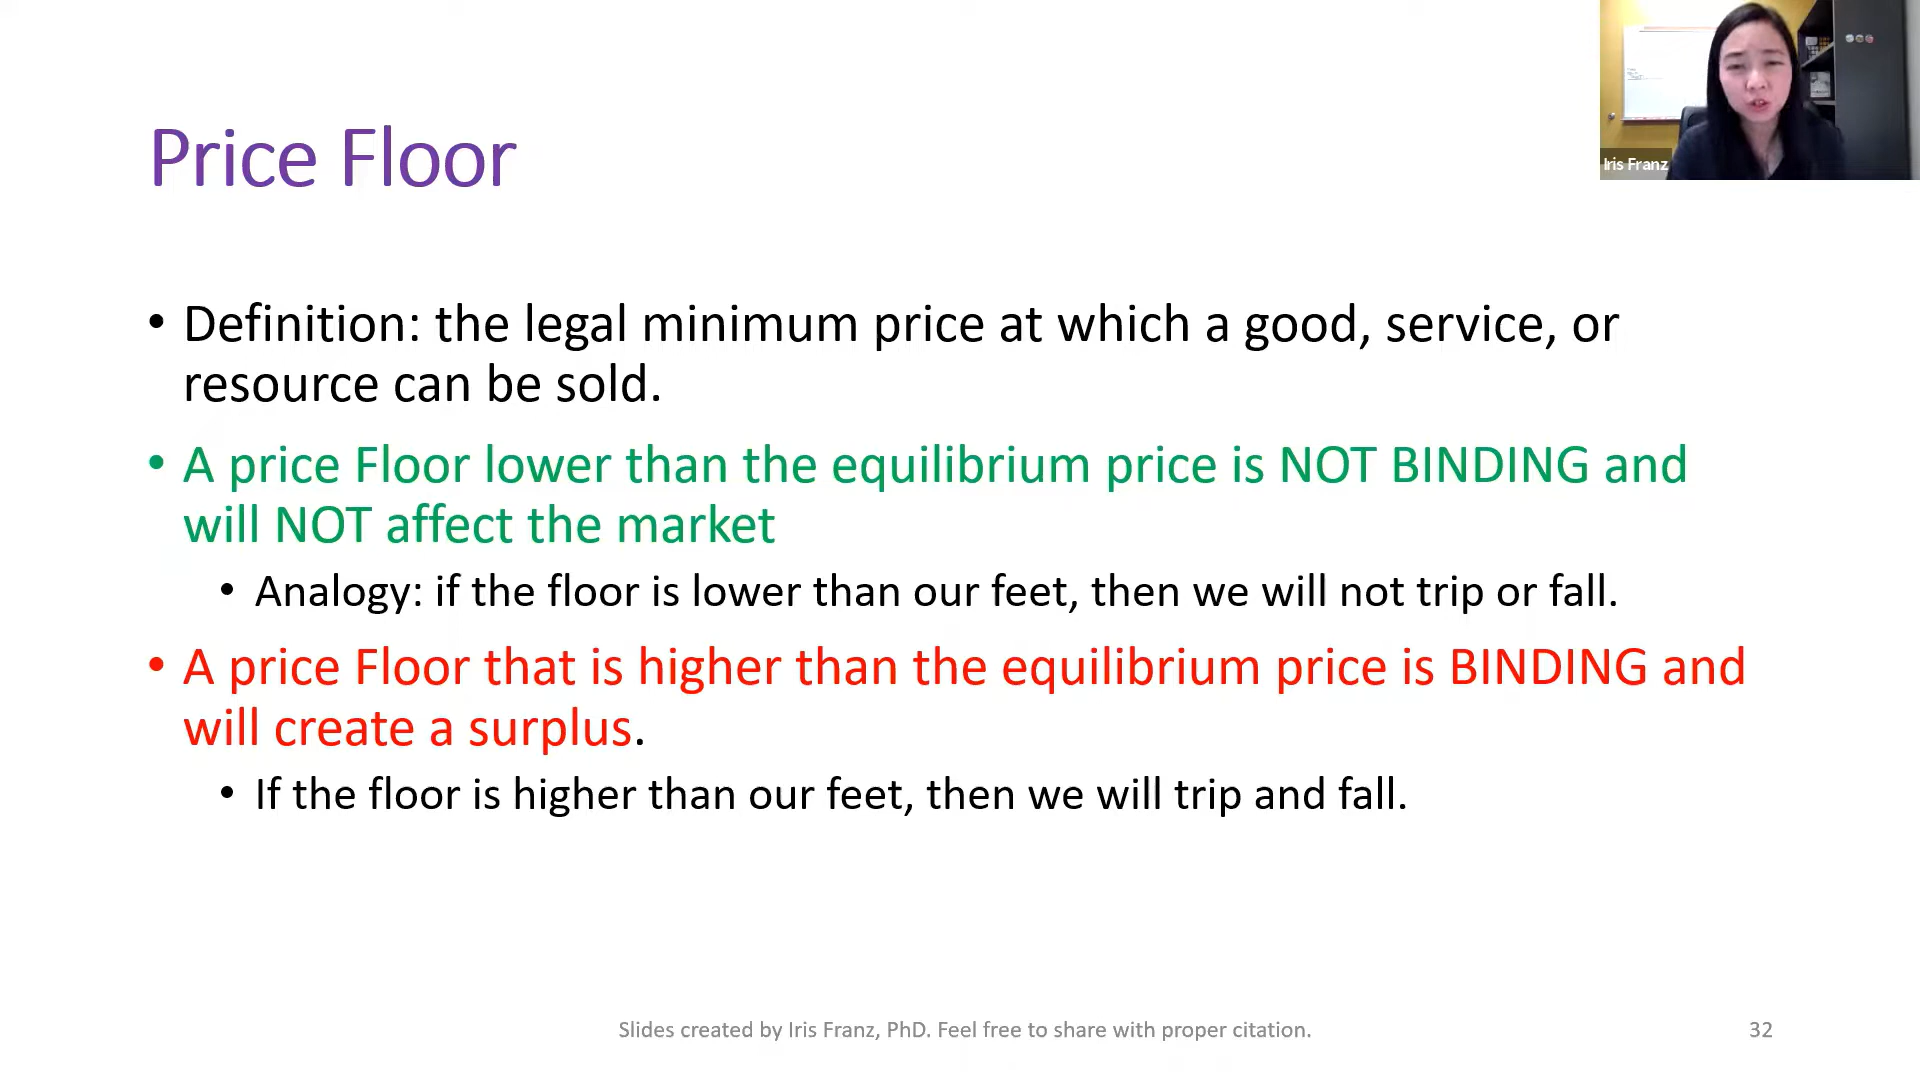 Price Floor
Iris Franz
• Definition: the legal minimum price at which a good, service, or
resource can be sold.
• A price Floor lower than the equilibrium price is NOT BINDING and
will NOT affect the market
• Analogy: if the floor is lower than our feet, then we will not trip or fall.
• A price Floor that is higher than the equilibrium price is BINDING and
will create a surplus.
• If the floor is higher than our feet, then we will trip and fall.
Slides created by Iris Franz, PhD. Feel free to share with proper citation.
32